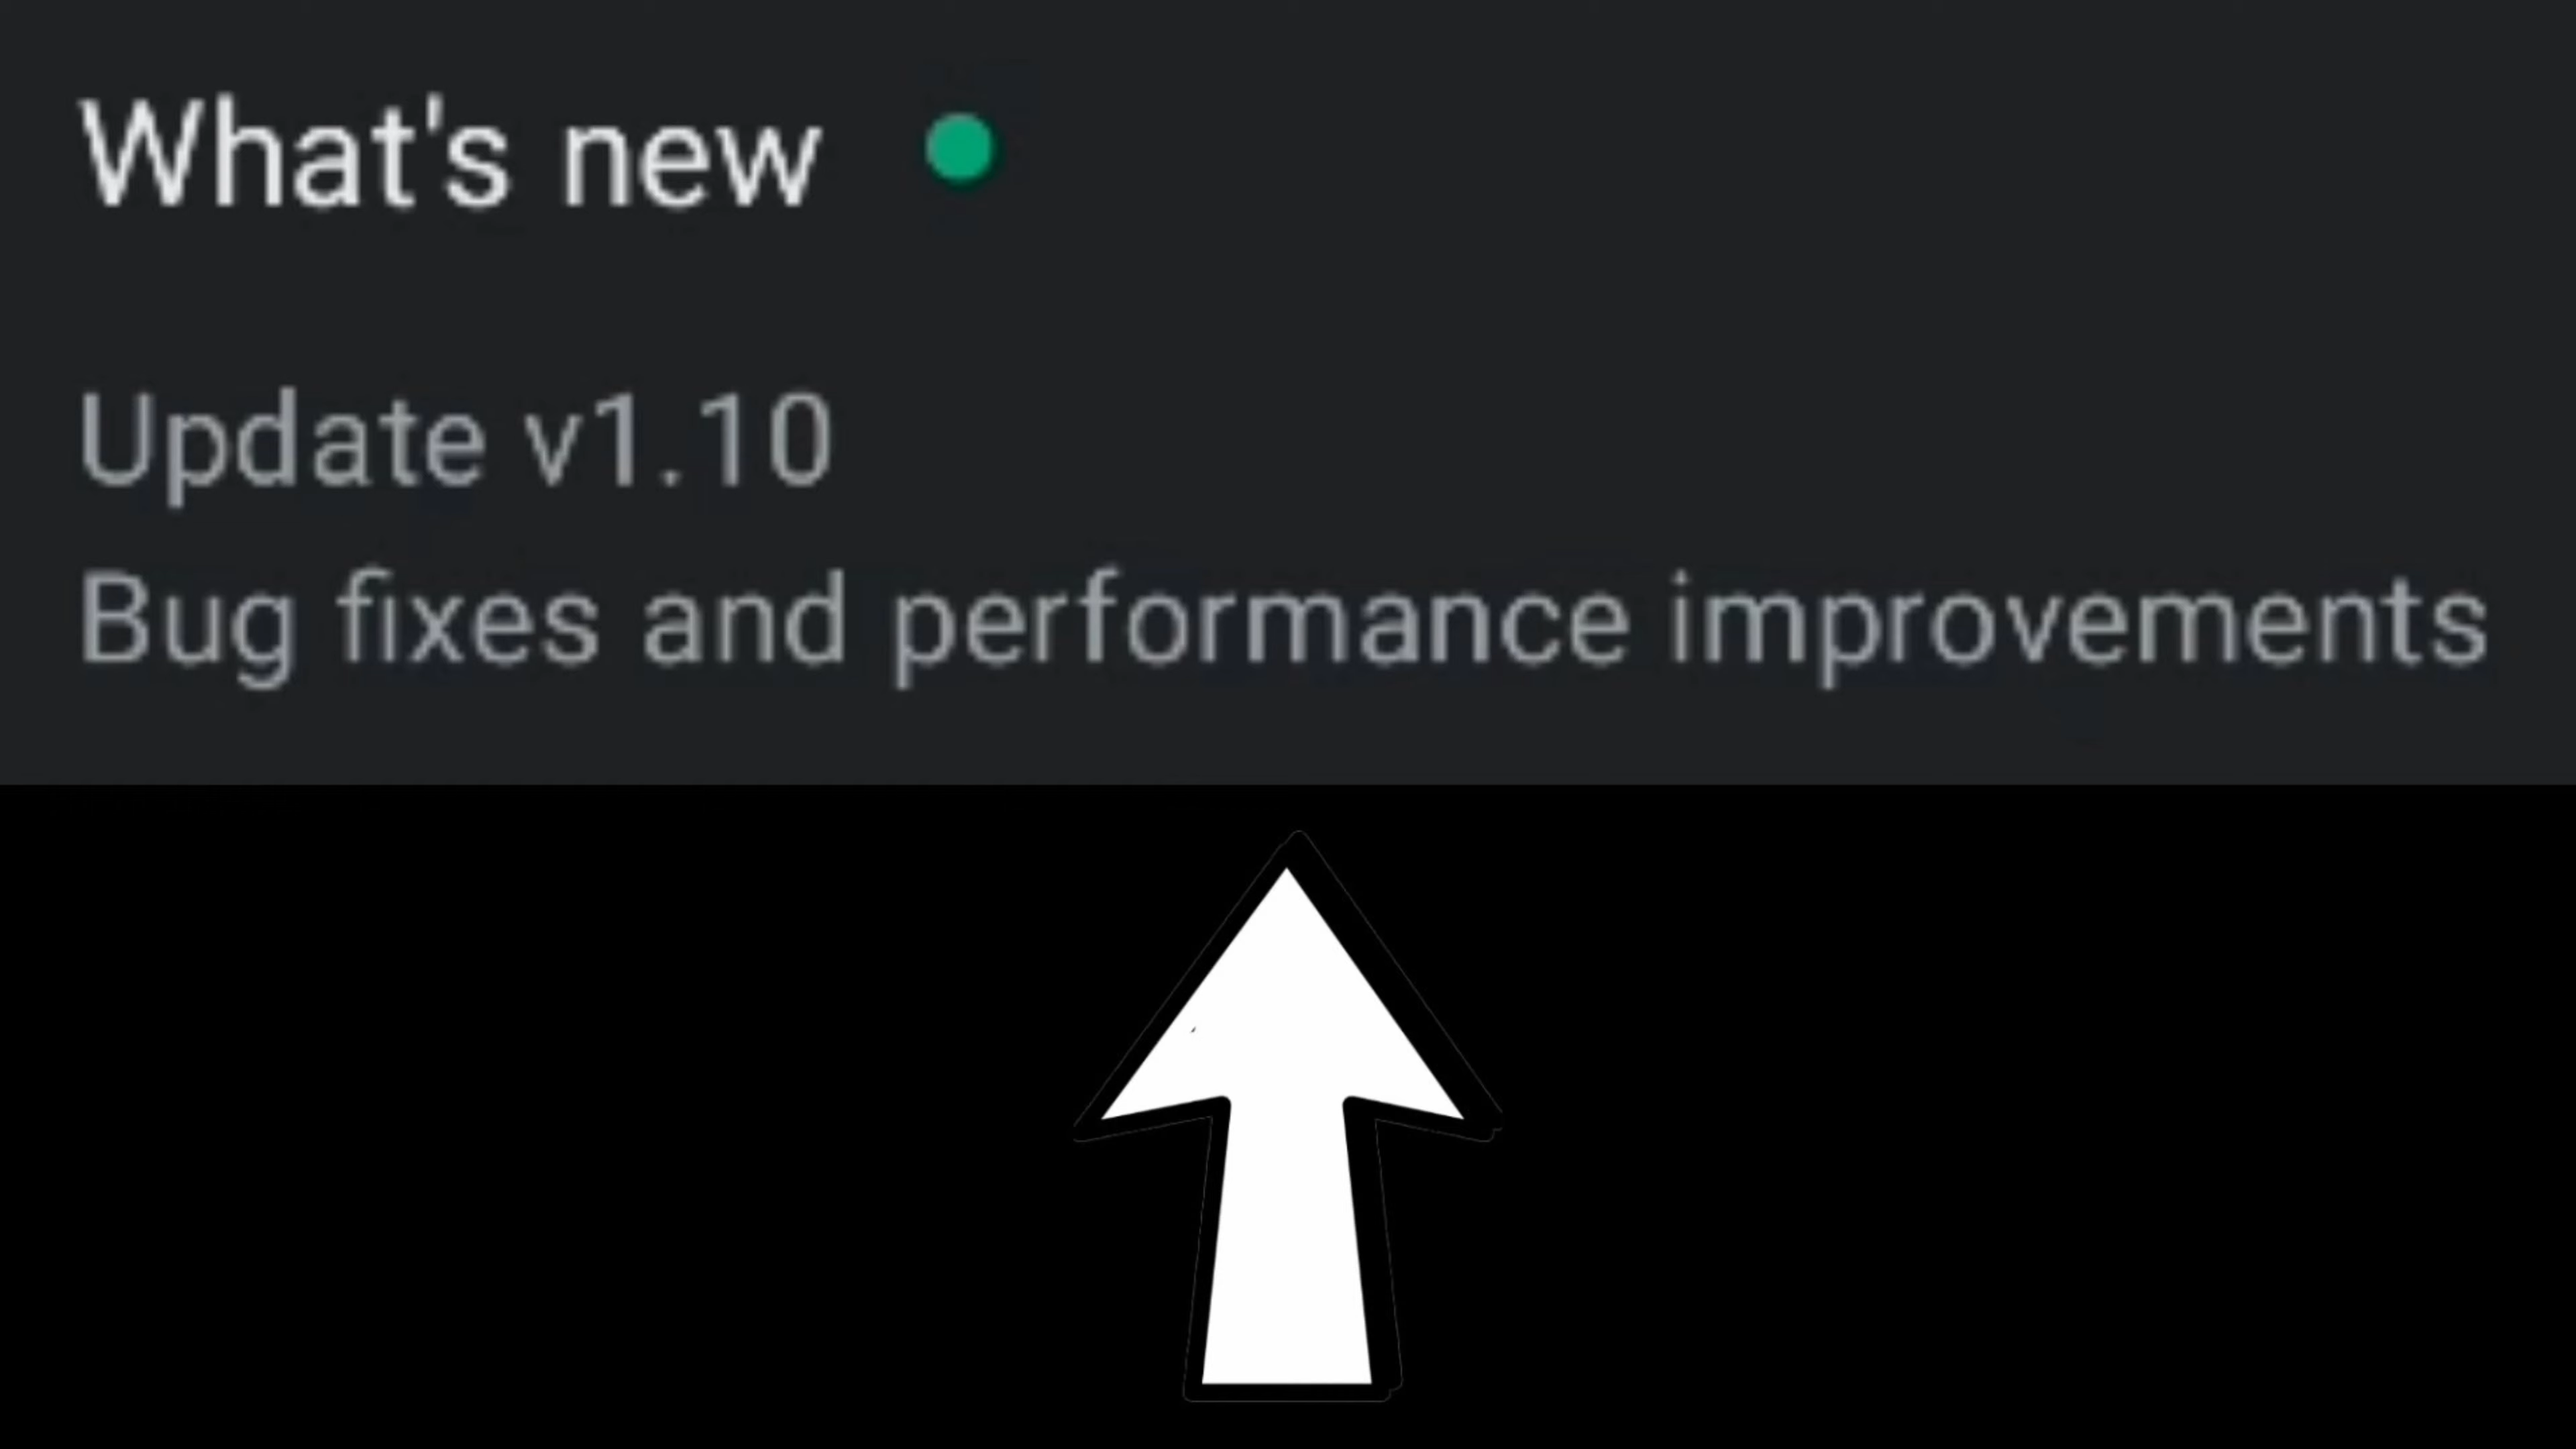 What's new
Update v1.10
Bug fixes and performance improvements